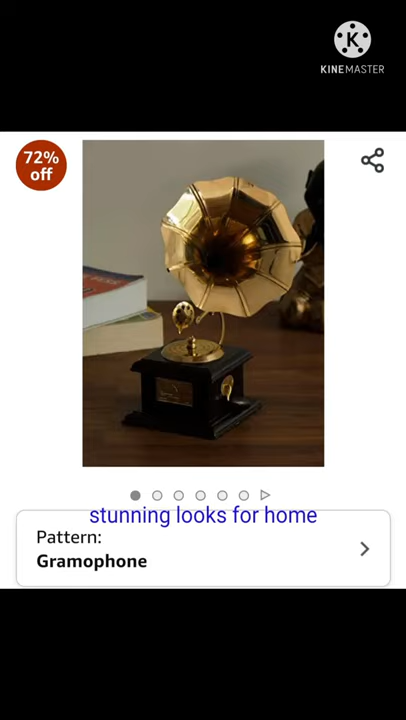 K
KINEMASTER
72%
off
stunning looks for home
Pattern:
Gramophone